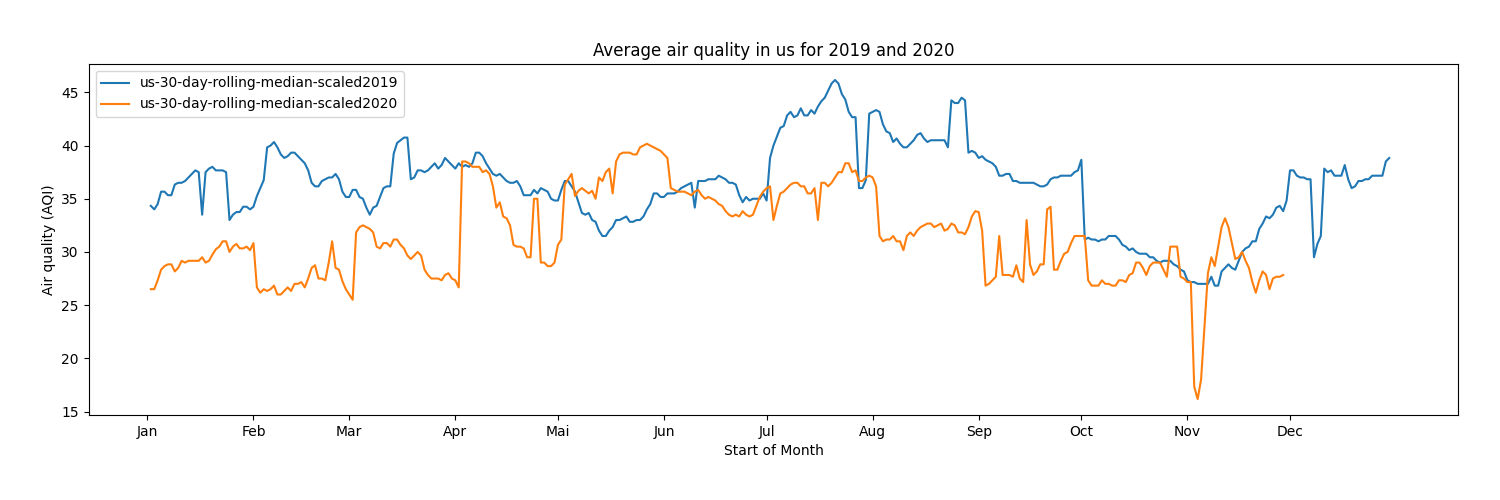 Average air quality in us for 2019 and 2020
us-30-day-rolling-median-scaled2019
us-30-day-rolling-median-scaled2020
Air quality (AQI)
45
40
35
30
25
20
15
Jan Feb Mar Apr Mai Jun Jul Aug Sep Oct Nov Dec
Start of Month